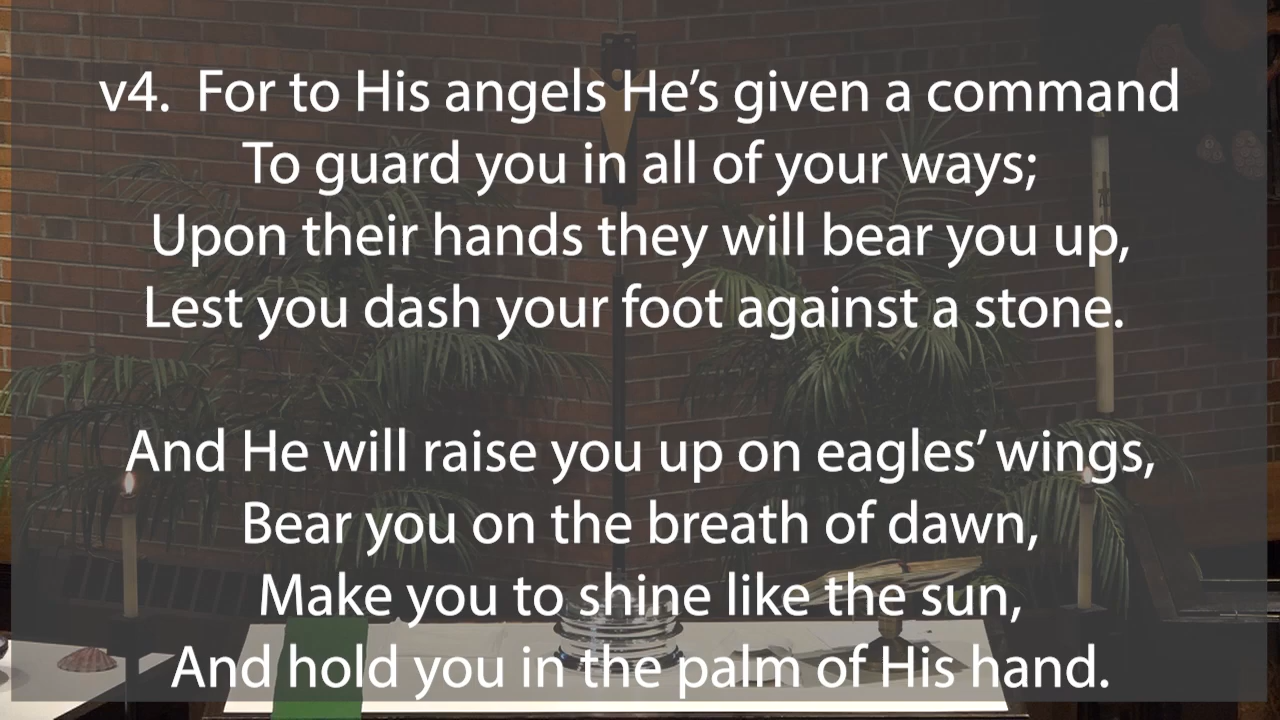 v4.  For to His angels He’s given a command
To guard you in all of your ways;
Upon their hands they will bear you up,
Lest you dash your foot against a stone.
And He will raise you up on eagles’ wings,
Bear you on the breath of dawn,
Make you to shine like the sun,
And hold you in the palm of His hand.